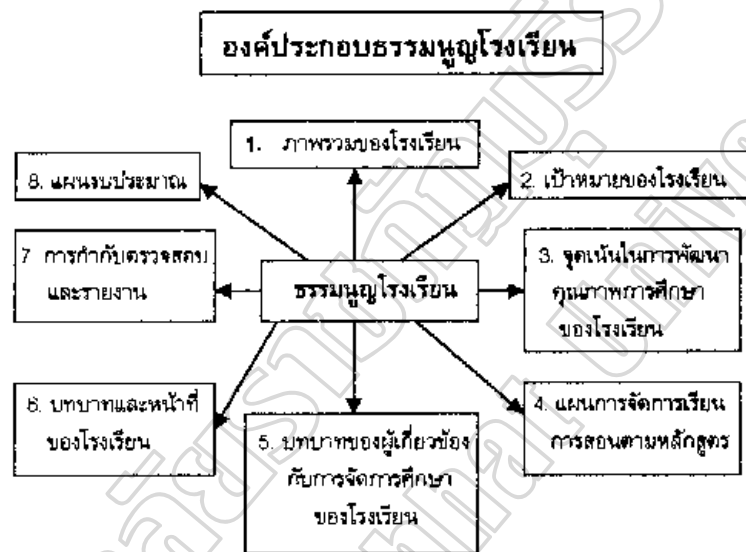 องค์ประกอบธรรมนูญโรงเรียน
1. ภาพรวมของโรงเรียน
8. แผนงบประมาณ
2. เป้าหมายของโรงเรียน
7 การกำกับตรวจสอบ
และรายงาน
ธรรมนูญโรงเรียน
3. จุดเน้นในการพัฒนา
คุณภาพการศึกษา
ของโรงเรียน
6. บทบาทและหน้าที่
ของโรงเรียน
5. บทบาทของผู้เกี่ยวข้อง
กับการจัดการศึกษา
ของโรงเรียน
4. แผนการจัดการเรียน
การสอนตามหลักสูตร